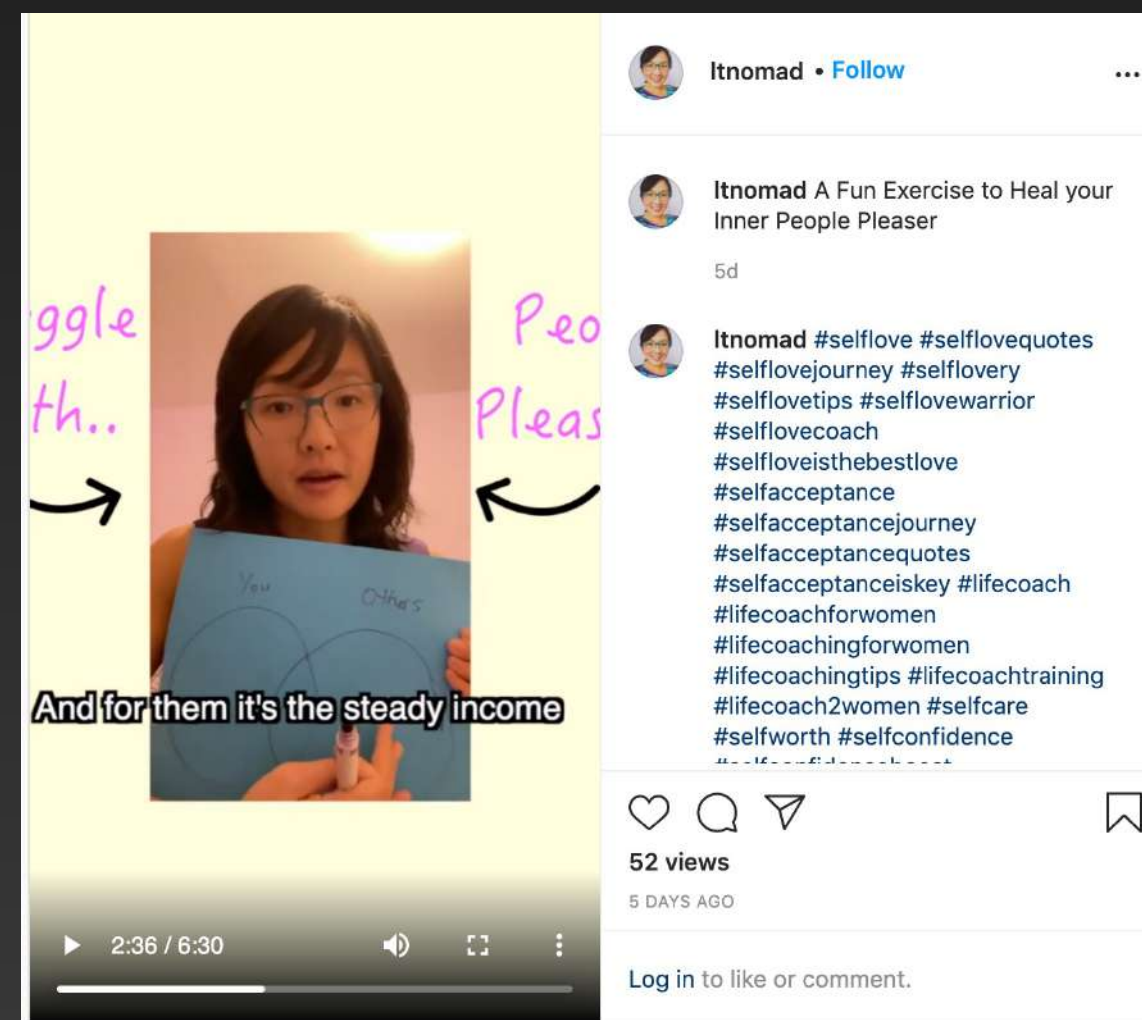 ggle
th..
Peo
Pleas
You
Others
And for them it's the steady income
2:36 / 6:30
ltnomad • Follow
ltnomad A Fun Exercise to Heal your
Inner People Pleaser
5d
ltnomad #selflove #selflovequotes
#selflovejourney #selflovery
#selflovetips #selflovewarrior
#selflovecoach
#selfloveisthebestlove
#selfacceptance
#selfacceptancejourney
#selfacceptancequotes
#selfacceptanceiskey #lifecoach
#lifecoachforwomen
#lifecoachingforwomen
#lifecoachingtips #lifecoachtraining
#lifecoach2women #selfcare
#selfworth #selfconfidence
52 views
5 DAYS AGO
Log in to like or comment.